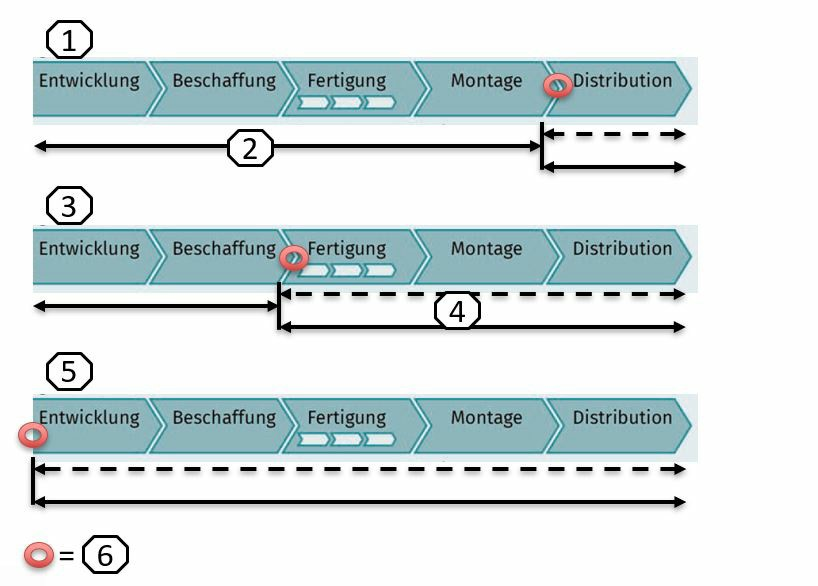 1
Entwicklung Beschaffung Fertigung Montage Distribution
2
3
Entwicklung Beschaffung Fertigung Montage Distribution
4
5
Entwicklung Beschaffung Fertigung Montage Distribution
= 6